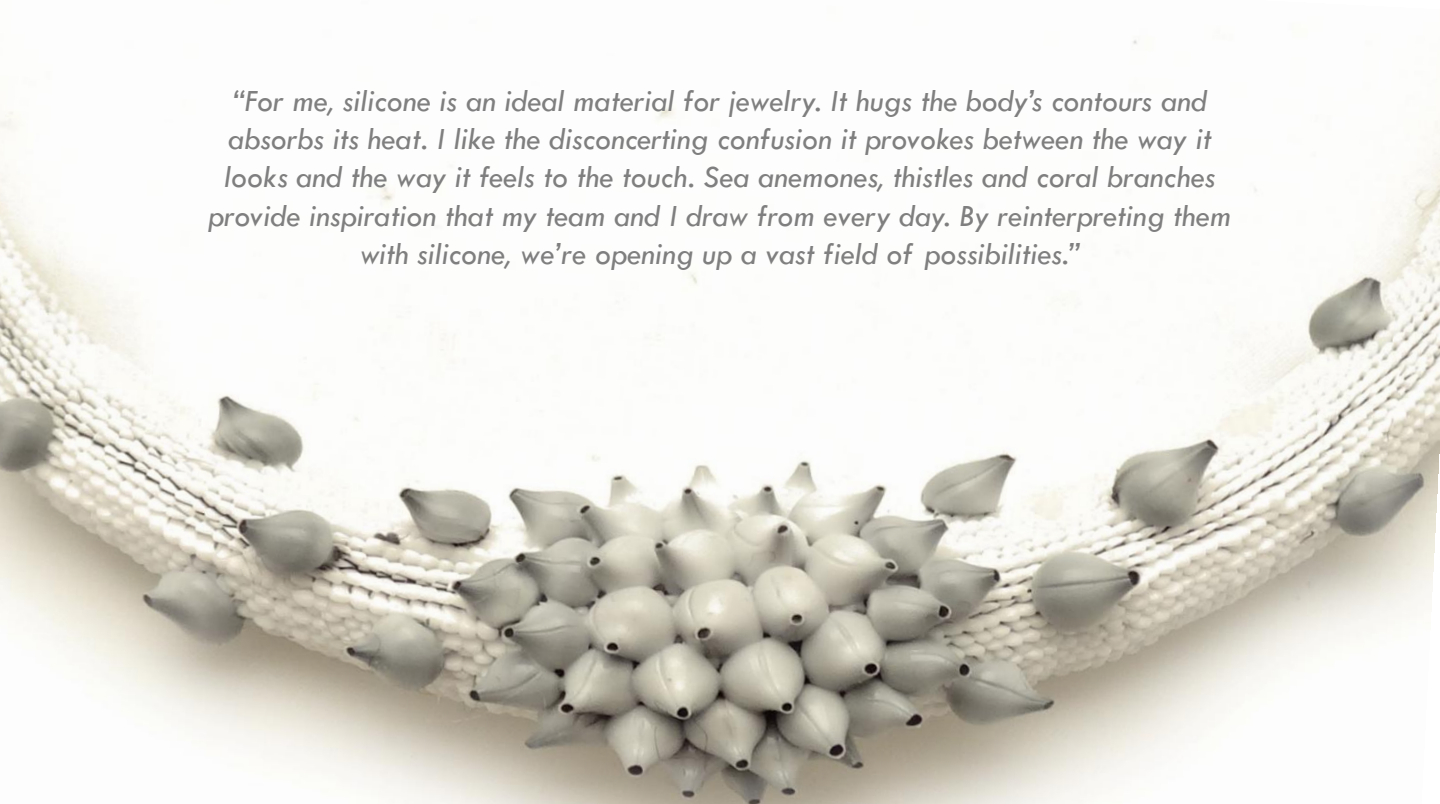 “For me, silicone is an ideal material for jewelry. It hugs the body’s contours and
absorbs its heat. I like the disconcerting confusion it provokes between the way it
looks and the way it feels to the touch. Sea anemones, thistles and coral branches
provide inspiration that my team and I draw from every day. By reinterpreting them
with silicone, we’re opening up a vast field of possibilities.”